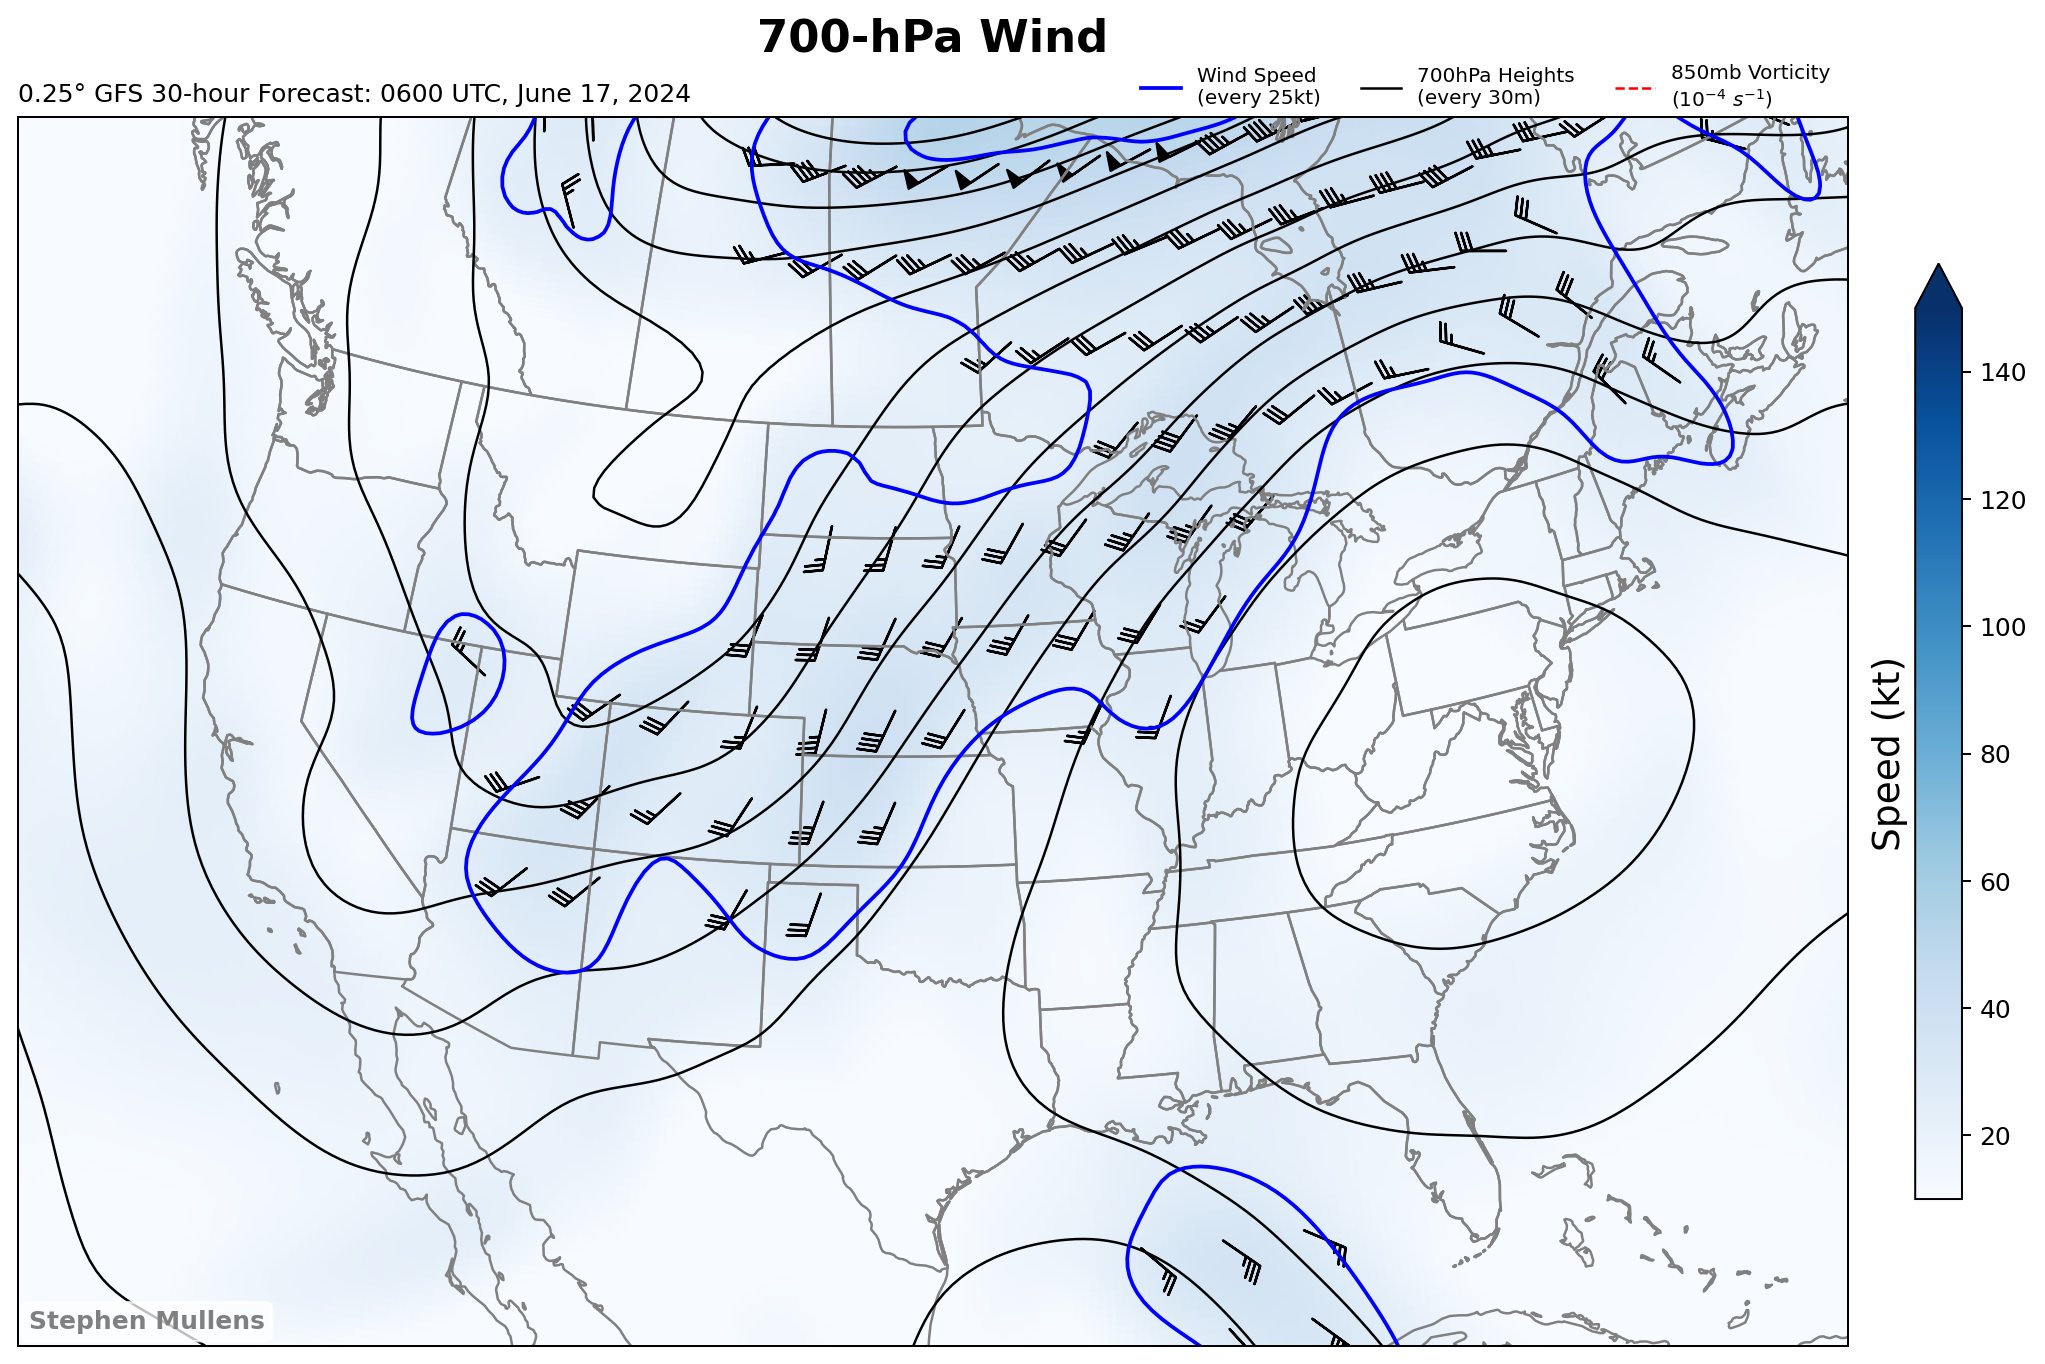 700-hPa Wind
0.25° GFS 30-hour Forecast: 0600 UTC, June 17, 2024
Wind Speed
(every 25kt)
700hPa Heights
(every 30m)
850mb Vorticity
(10⁻⁴ s⁻¹)
140
120
100
80
60
40
20
Speed (kt)
Stephen Mullens